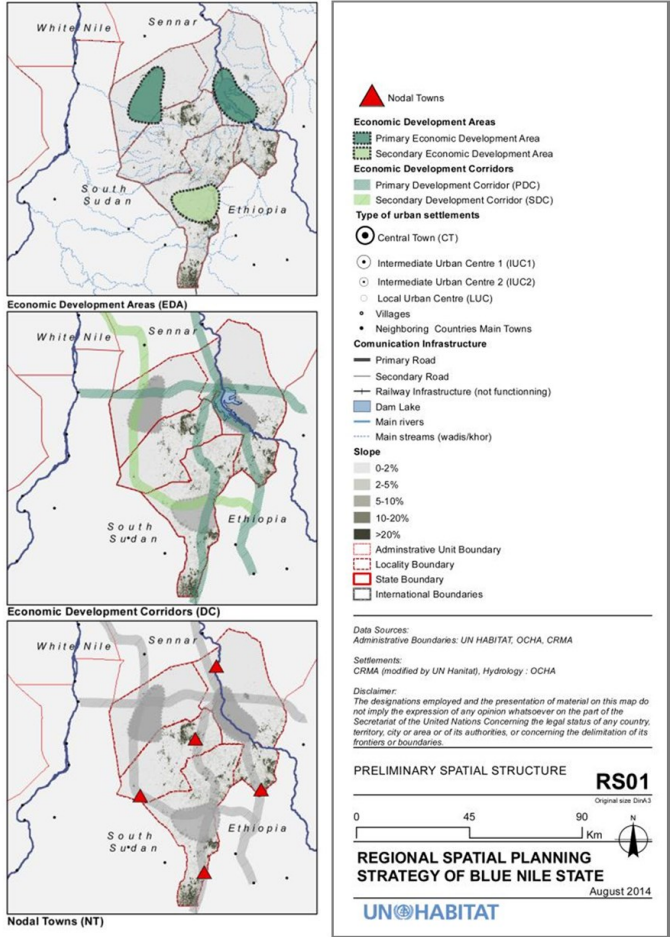 White Nile
Sennar
South
Sudan
Ethiopia
Economic Development Areas (EDA)
White Nile
Sennar
South
Sudan
Ethiopia
Economic Development Corridors (DC)
White Nile
Sennar
South
Sudan
Ethiopia
Nodal Towns (NT)
Nodal Towns
Economic Development Areas
Primary Economic Development Area
Secondary Economic Development Area
Economic Development Corridors
Primary Development Corridor (PDC)
Secondary Development Corridor (SDC)
Type of urban settlements
Central Town (CT)
Intermediate Urban Centre 1 (IUC1)
Intermediate Urban Centre 2 (IUC2)
Local Urban Centre (LUC)
Villages
Neighboring Countries Main Towns
Comunication Infrastructure
Primary Road
Secondary Road
Railway Infrastructure (not functionning)
Dam Lake
Main rivers
Main streams (wadis/khor)
Slope
0-2%
2-5%
5-10%
10-20%
>20%
Adminstrative Unit Boundary
Locality Boundary
State Boundary
International Boundaries
Data Sources:
Administrative Boundaries: UN HABITAT, OCHA, CRMA
Settlements:
CRMA (modified by UN Hanitat), Hydrology : OCHA
Disclaimer:
The designations employed and the presentation of material on this map do
not imply the expression of any opinion whatsoever on the part of the
Secretariat of the United Nations Concerning the legal status of any country,
territory, city or area or of its authorities, or concerning the delimitation of its
frontiers or boundaries.
PRELIMINARY SPATIAL STRUCTURE
RS01
Original size DinA3
0 45 90
Km
N
REGIONAL SPATIAL PLANNING
STRATEGY OF BLUE NILE STATE
August 2014
UN HABITAT